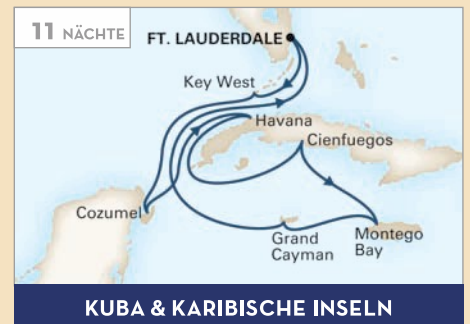 11 NÄCHTE
FT. LAUDERDALE
Key West
Havana
Cienfuegos
Cozumel
Grand
Cayman
Montego
Bay
KUBA & KARIBISCHE INSELN